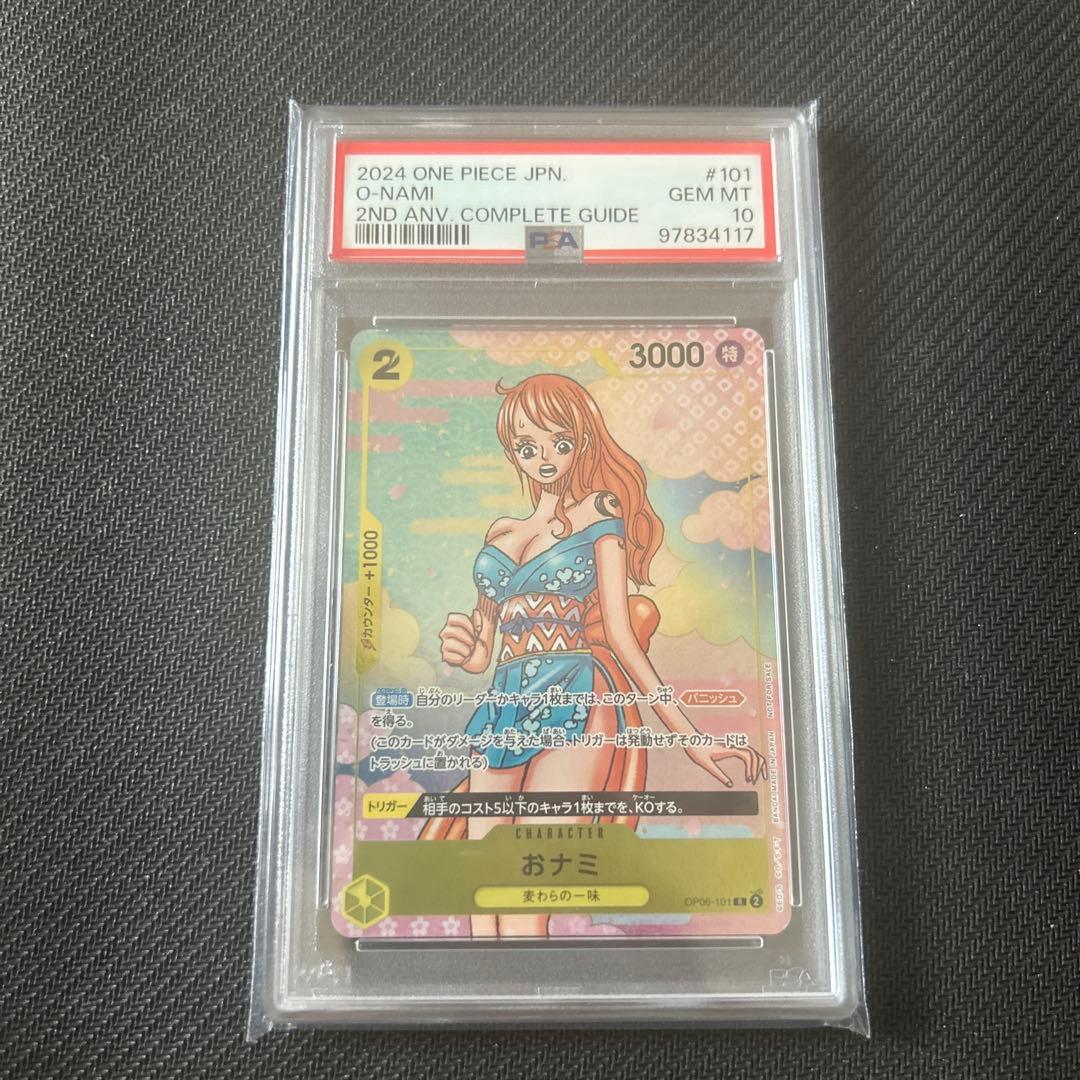 2024 ONE PIECE JPN. #101
O-NAMI GEM MT
2ND ANV. COMPLETE GUIDE 10
PSA 97834117
2 3000 特
カウンター +1000
登場時 自分のリーダーかキャラ1枚までは、このターン中、バニッシュ
を得る。
(このカードがダメージを与えた場合、トリガーは発動せずそのカードは
トラッシュに置かれる)
トリガー 相手のコスト5以下のキャラ1枚までを、KOする。
CHARACTER
おナミ
麦わらの一味
OP06-101 R 2
BANDAI MADE IN JAPAN NOT FOR SALE
PSA